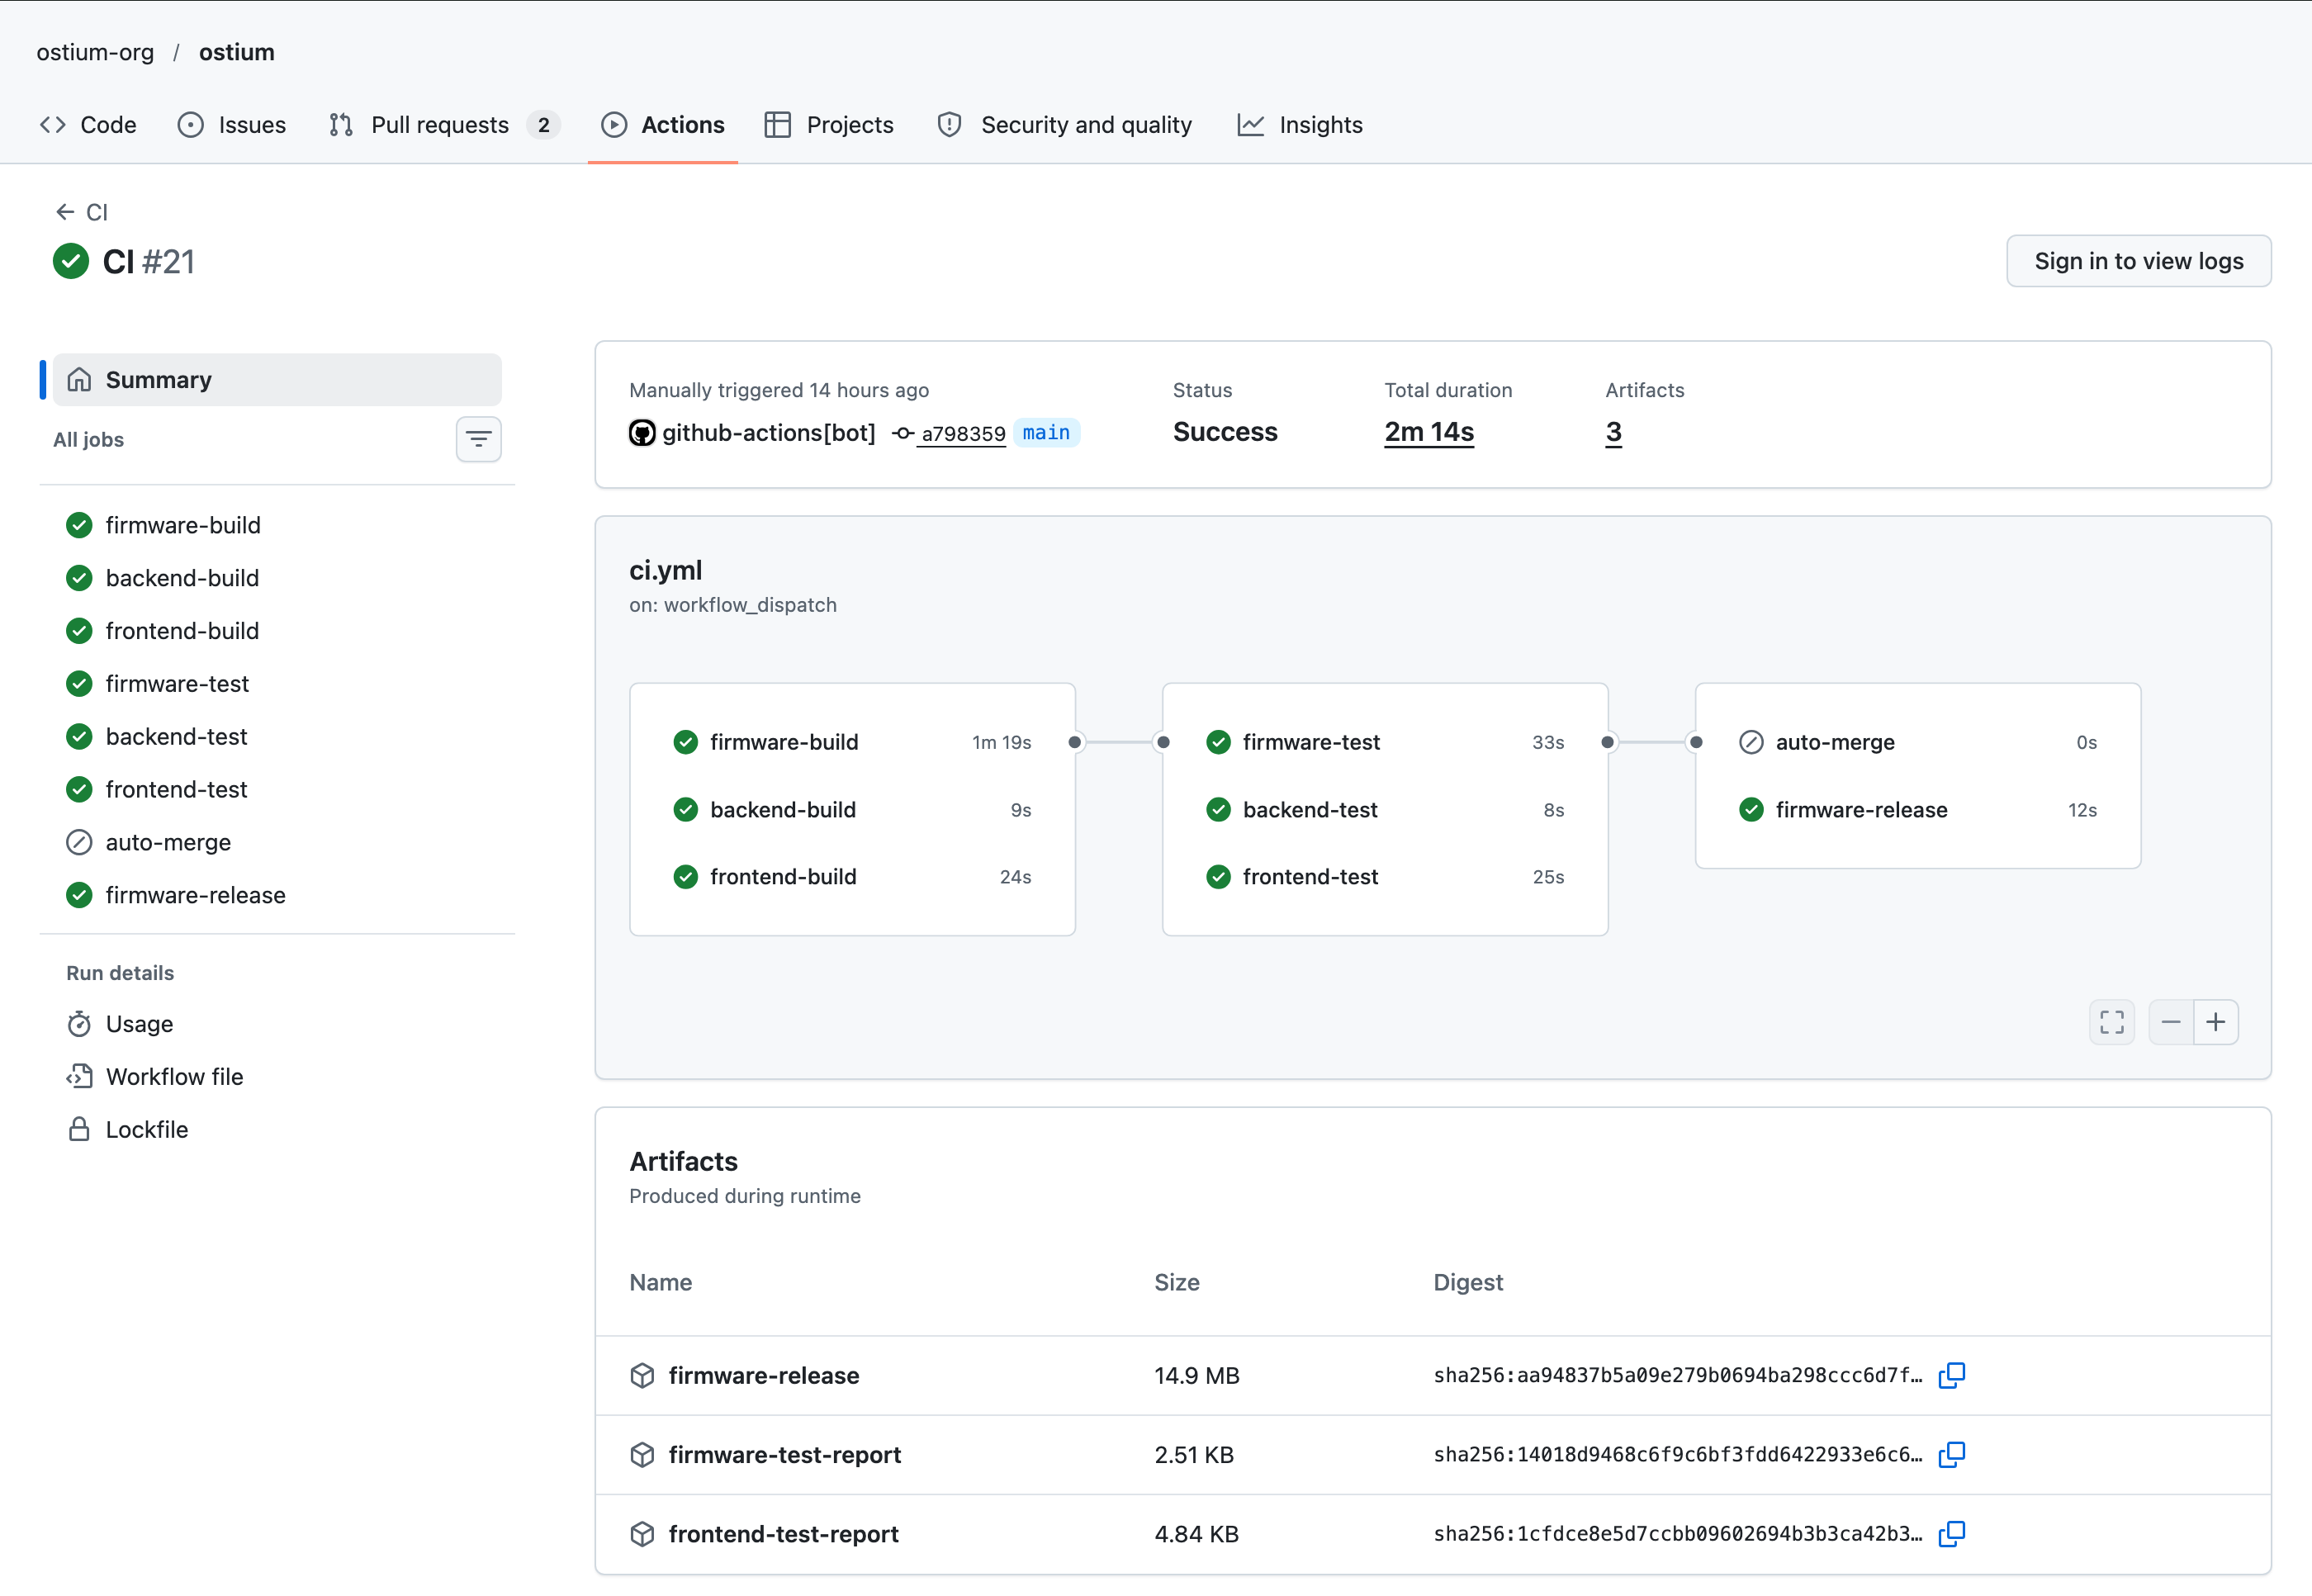 ostium-org / ostium
Code Issues Pull requests 2 Actions Projects Security and quality Insights
CI
CI #21
Sign in to view logs
Summary
All jobs
firmware-build
backend-build
frontend-build
firmware-test
backend-test
frontend-test
auto-merge
firmware-release
Run details
Usage
Workflow file
Lockfile
Manually triggered 14 hours ago Status Total duration Artifacts
github-actions[bot] a798359 main Success 2m 14s 3
ci.yml
on: workflow_dispatch
firmware-build 1m 19s
backend-build 9s
frontend-build 24s
firmware-test 33s
backend-test 8s
frontend-test 25s
auto-merge 0s
firmware-release 12s
Artifacts
Produced during runtime
Name Size Digest
firmware-release 14.9 MB sha256:aa94837b5a09e279b0694ba298ccc6d7f…
firmware-test-report 2.51 KB sha256:14018d9468c6f9c6bf3fdd6422933e6c6…
frontend-test-report 4.84 KB sha256:1cfdce8e5d7ccbb09602694b3b3ca42b3…